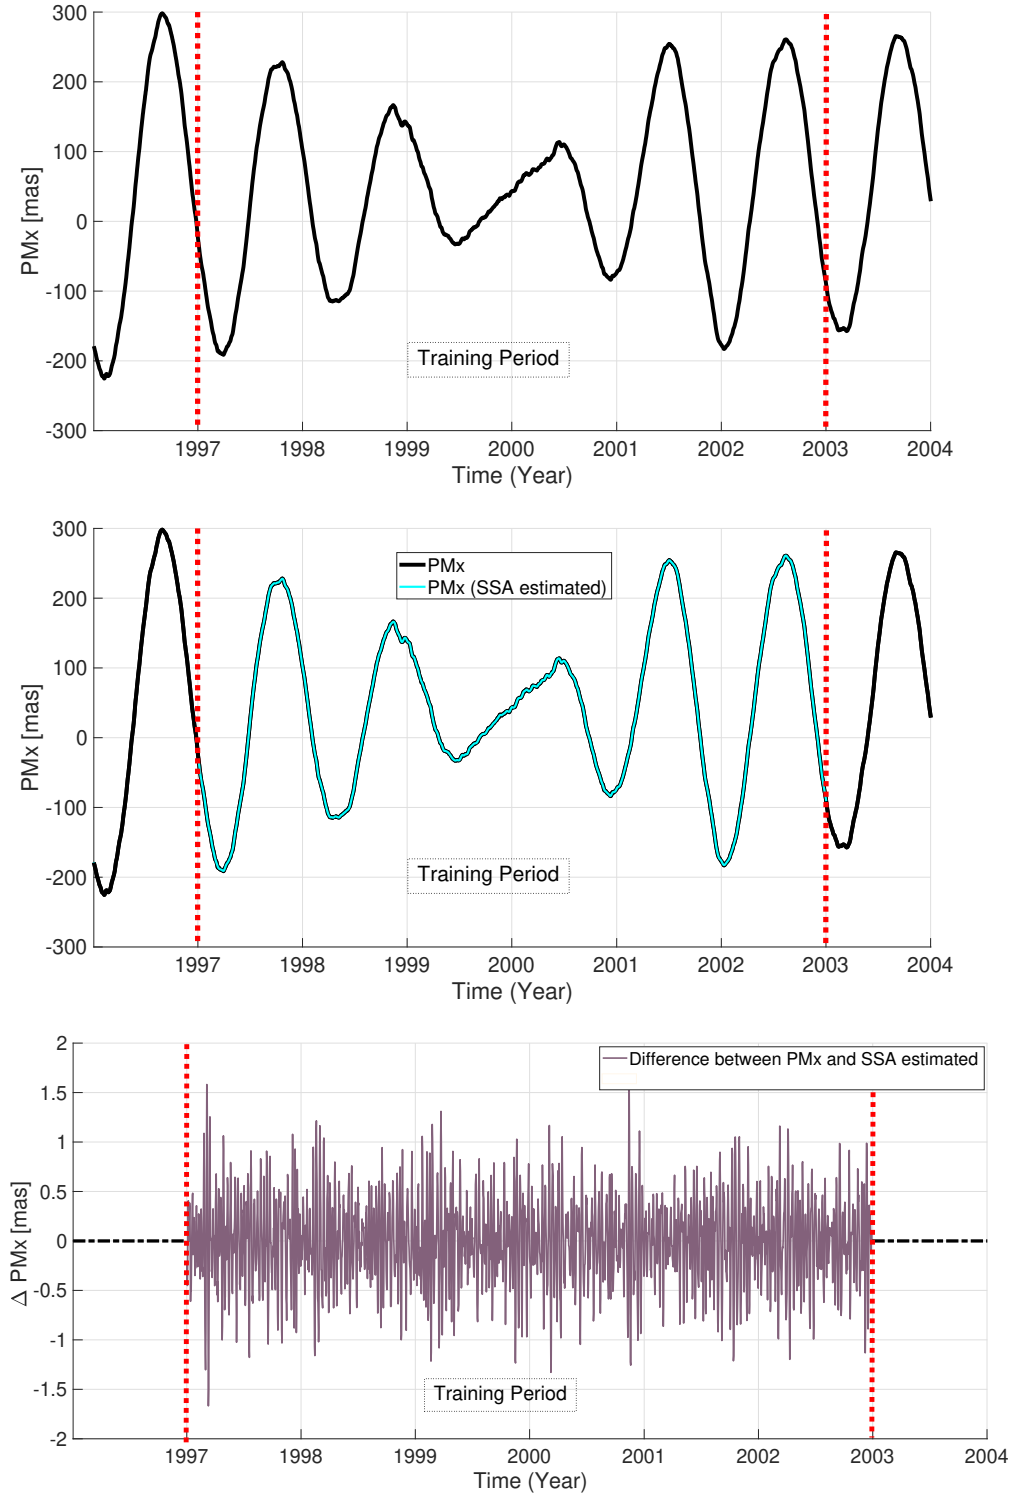 300
200
100
0
-100
-200
-300
PMx [mas]
Training Period
1997 1998 1999 2000 2001 2002 2003 2004
Time (Year)
300
200
100
0
-100
-200
-300
PMx [mas]
PMx
PMx (SSA estimated)
Training Period
1997 1998 1999 2000 2001 2002 2003 2004
Time (Year)
2
1.5
1
0.5
0
-0.5
-1
-1.5
-2
Δ PMx [mas]
Difference between PMx and SSA estimated
Training Period
1997 1998 1999 2000 2001 2002 2003 2004
Time (Year)